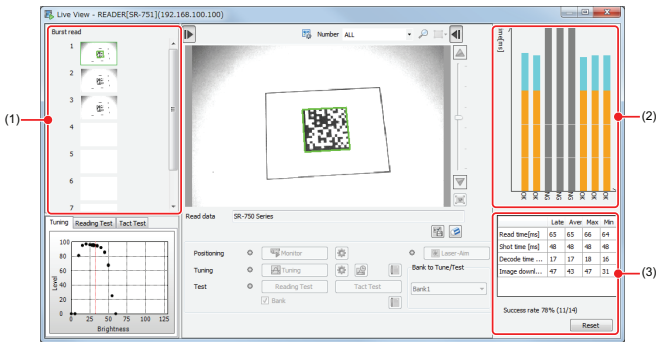 Live View - READER[SR-751](192.168.100.100)
Burst read
1
2
3
4
5
6
7
(1)
Number ALL
Read data SR-750 Series
Tuning Reading Test Tact Test
100
80
60
40
20
0
Level
0 25 50 75 100 125
Brightness
Positioning Monitor Laser-Aim
Tuning Tuning Bank to Tune/Test
Test Reading Test Tact Test Bank1
Bank
ime[ms]
OK OK NG NG NG OK OK OK
(2)
Late Aver Max Min
Read time[ms] 65 65 66 64
Shot time[ms] 48 48 48 48
Decode time ... 17 17 18 16
Image downl... 47 43 47 31
(3)
Success rate 78% (11/14)
Reset